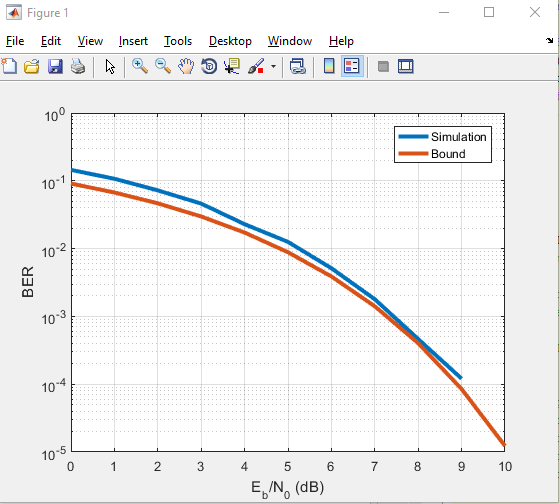 Figure 1
File Edit View Insert Tools Desktop Window Help
10^0
Simulation
Bound
10^-1
10^-2
BER
10^-3
10^-4
10^-5
0 1 2 3 4 5 6 7 8 9 10
E_b/N_0 (dB)